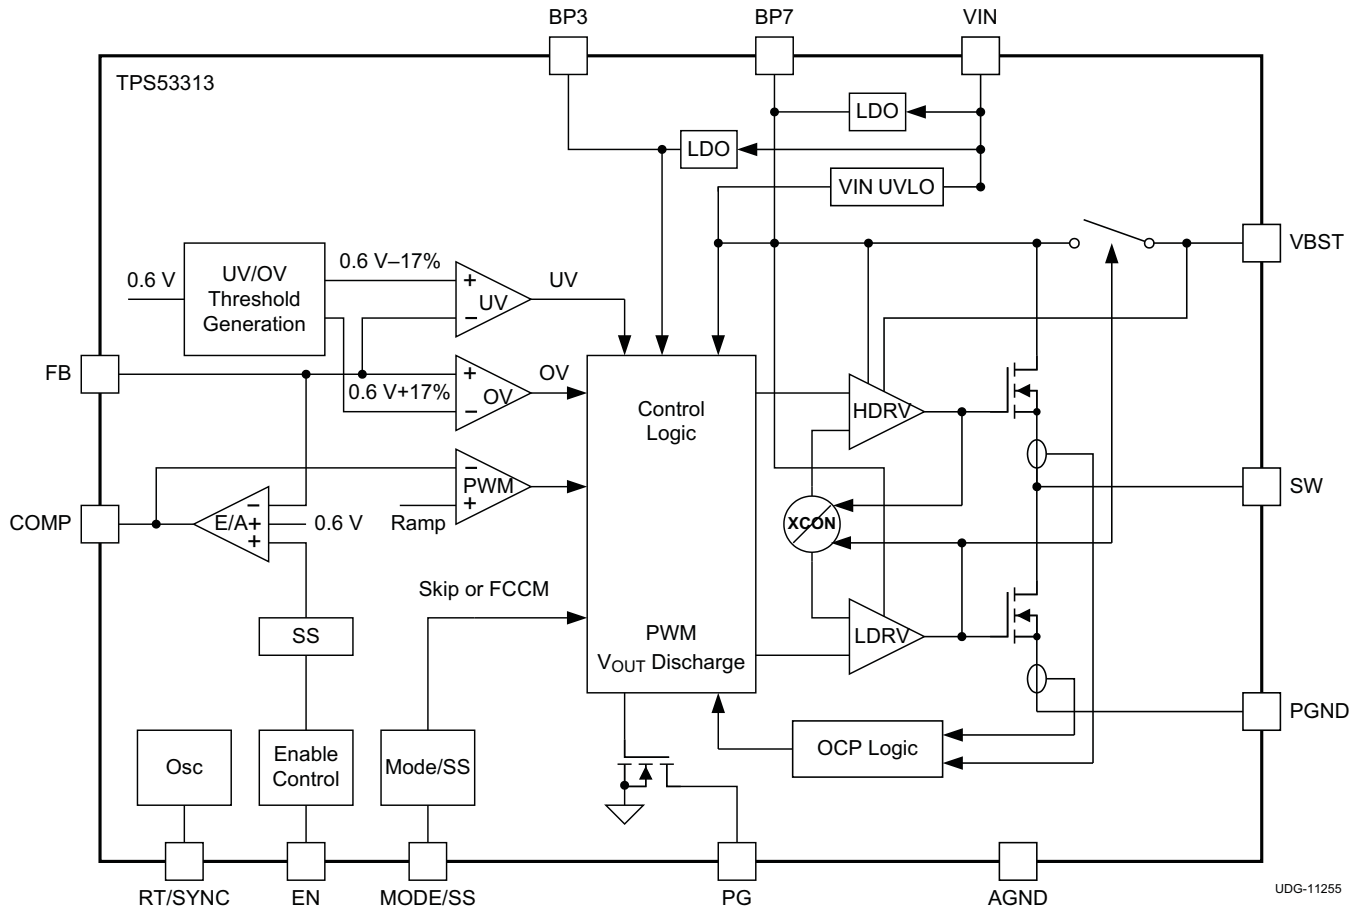 BP3
BP7
VIN
TPS53313
LDO
LDO
VIN UVLO
VBST
0.6 V
UV/OV
Threshold
Generation
0.6 V–17%
+
UV
−
UV
FB
0.6 V+17%
+
OV
−
OV
Control
Logic
HDRV
COMP
E/A
−
+
+
0.6 V
−
PWM
+
Ramp
XCON
SW
Skip or FCCM
SS
PWM
VOUT Discharge
LDRV
PGND
Osc
Enable
Control
Mode/SS
OCP Logic
RT/SYNC
EN
MODE/SS
PG
AGND
UDG-11255